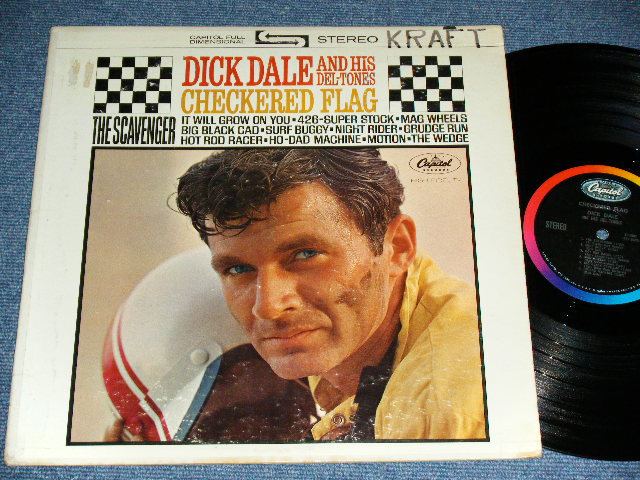 CAPITOL FULL DIMENSIONAL STEREO
KRAFT
DICK DALE AND HIS DEL-TONES
CHECKERED FLAG
THE SCAVENGER
IT WILL GROW ON YOU•426-SUPER STOCK•MAG WHEELS
BIG BLACK CAD•SURF BUGGY•NIGHT RIDER•GRUDGE RUN
HOT ROD RACER•HO-DAD MACHINE•MOTION•THE WEDGE
Capitol
RECORDS
Capitol
CHECKERED FLAG
DICK DALE
AND HIS DEL-TONES
STEREO